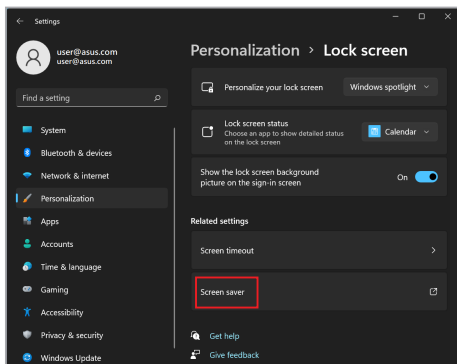 Settings
user@asus.com
user@asus.com
Find a setting
System
Bluetooth & devices
Network & internet
Personalization
Apps
Accounts
Time & language
Gaming
Accessibility
Privacy & security
Windows Update
Personalization > Lock screen
Personalize your lock screen
Windows spotlight
Lock screen status
Choose an app to show detailed status
on the lock screen
Calendar
Show the lock screen background
picture on the sign-in screen
On
Related settings
Screen timeout
Screen saver
Get help
Give feedback